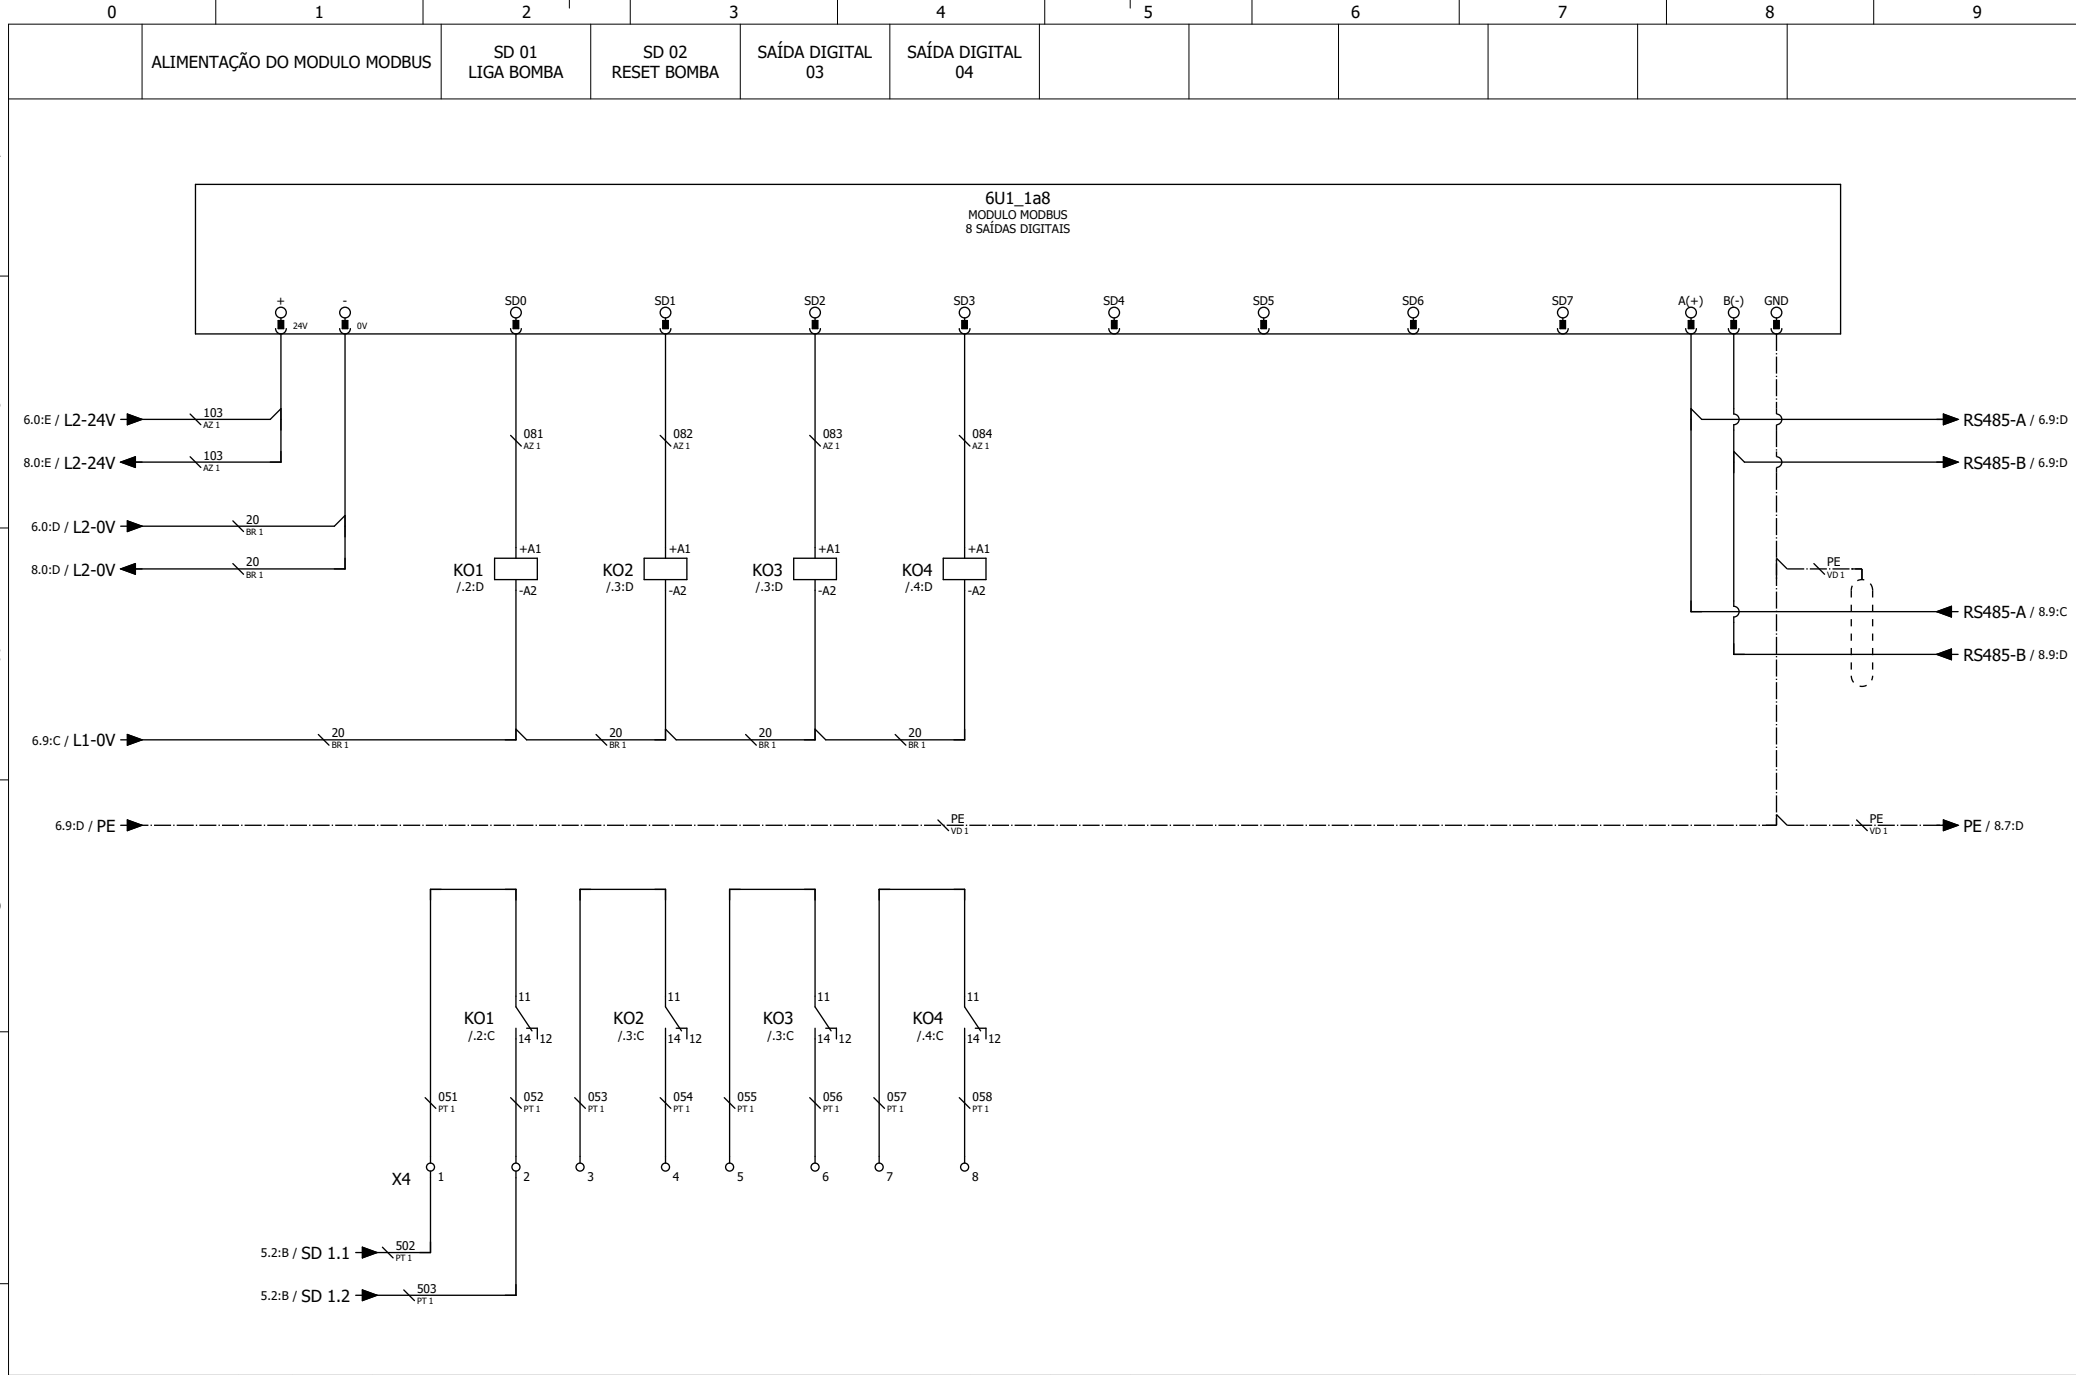 0 1 2 3 4 5 6 7 8 9
ALIMENTAÇÃO DO MODULO MODBUS
SD 01
LIGA BOMBA
SD 02
RESET BOMBA
SAÍDA DIGITAL
03
SAÍDA DIGITAL
04
6U1_1a8
MODULO MODBUS
8 SAÍDAS DIGITAIS
+ - SD0 SD1 SD2 SD3 SD4 SD5 SD6 SD7 A(+) B(-) GND
24V 0V
6.0:E / L2-24V 103 RS485-A / 6.9:D
AZ 1
081 082 083 084
AZ 1 AZ 1 AZ 1 AZ 1
8.0:E / L2-24V 103 RS485-B / 6.9:D
AZ 1
6.0:D / L2-0V 20
BR 1
+A1 +A1 +A1 +A1
8.0:D / L2-0V 20 KO1 KO2 KO3 KO4 PE
BR 1 VD 1
/.2:D /.3:D /.3:D /.4:D
-A2 -A2 -A2 -A2
RS485-A / 8.9:C
RS485-B / 8.9:D
6.9:C / L1-0V 20 20 20 20
BR 1 BR 1 BR 1 BR 1
6.9:D / PE PE PE PE / 8.7:D
VD 1 VD 1
11 11 11 11
KO1 KO2 KO3 KO4
/.2:C /.3:C /.3:C /.4:C
14 12 14 12 14 12 14 12
051 052 053 054 055 056 057 058
PT 1 PT 1 PT 1 PT 1 PT 1 PT 1 PT 1 PT 1
X4 1 2 3 4 5 6 7 8
5.2:B / SD 1.1 502
PT 1
5.2:B / SD 1.2 503
PT 1